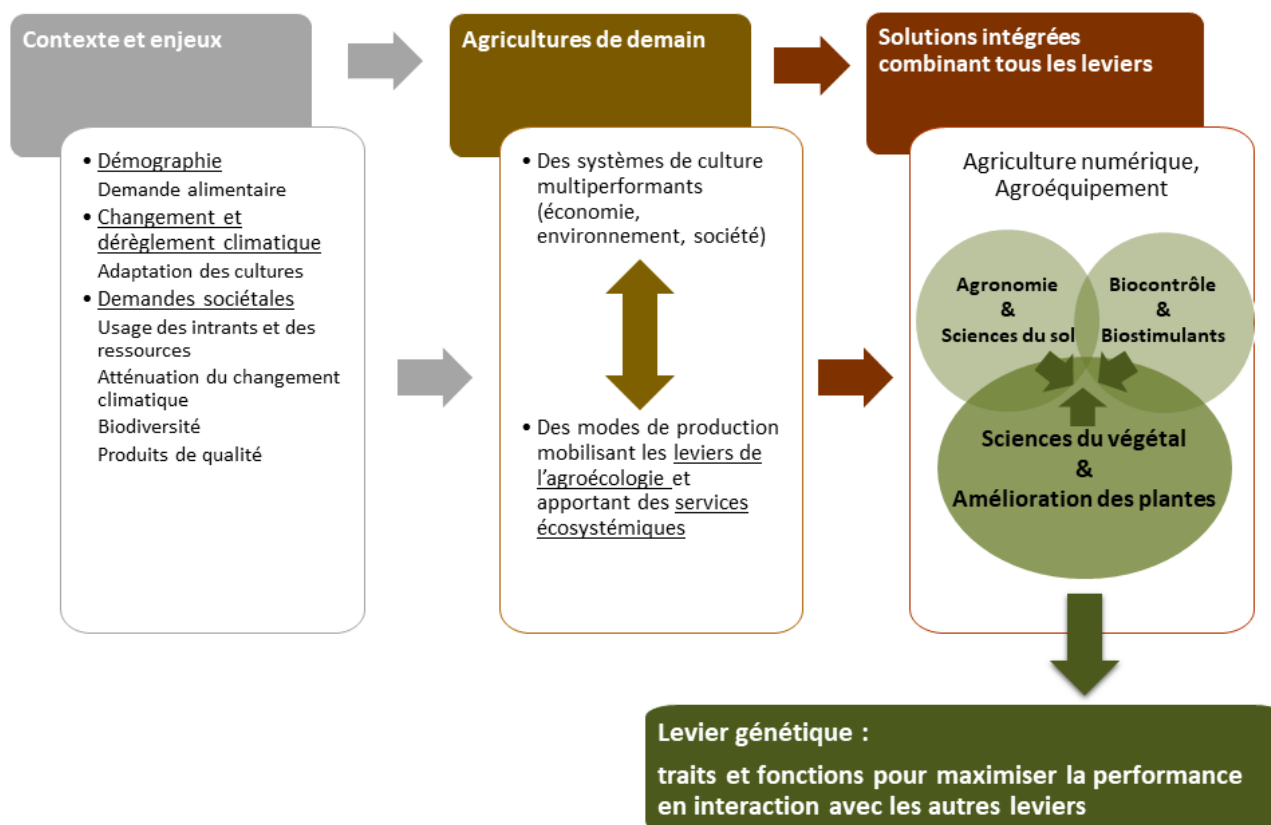 Contexte et enjeux
• Démographie
Demande alimentaire
• Changement et
dérèglement climatique
Adaptation des cultures
• Demandes sociétales
Usage des intrants et des
ressources
Atténuation du changement
climatique
Biodiversité
Produits de qualité
Agricultures de demain
• Des systèmes de culture
multiperformants
(économie,
environnement, société)
• Des modes de production
mobilisant les leviers de
l'agroécologie et
apportant des services
écosystémiques
Solutions intégrées
combinant tous les leviers
Agriculture numérique,
Agroéquipement
Agronomie
&
Sciences du sol
Biocontrôle
&
Biostimulants
Sciences du végétal
&
Amélioration des plantes
Levier génétique :
traits et fonctions pour maximiser la performance
en interaction avec les autres leviers